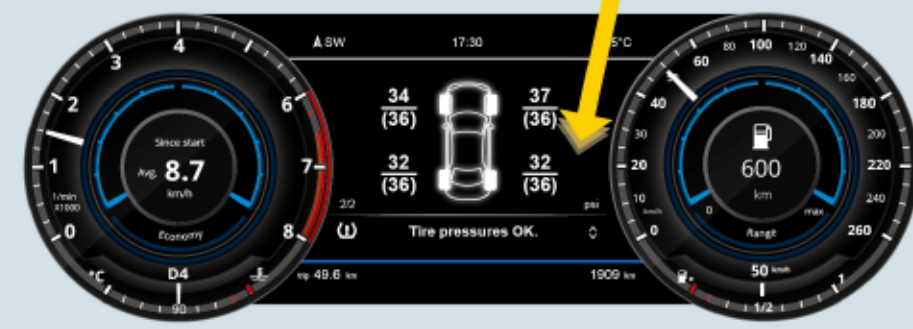 SW 17:30 5°C
34 (36) 37 (36)
32 (36) 32 (36)
2/2 psi
Tire pressures OK.
trip 49.6 km 1909 km
0 1 2 3 4 6 7 8
1/min
X1000
Since start
Avg. 8.7
km/h
Economy
°C D4
90
0 10 20 30 40 60 80 100 120 140 160 180 200 220 240 260
km/h
600
km
0 max
Range
50 km/h
1/2 1